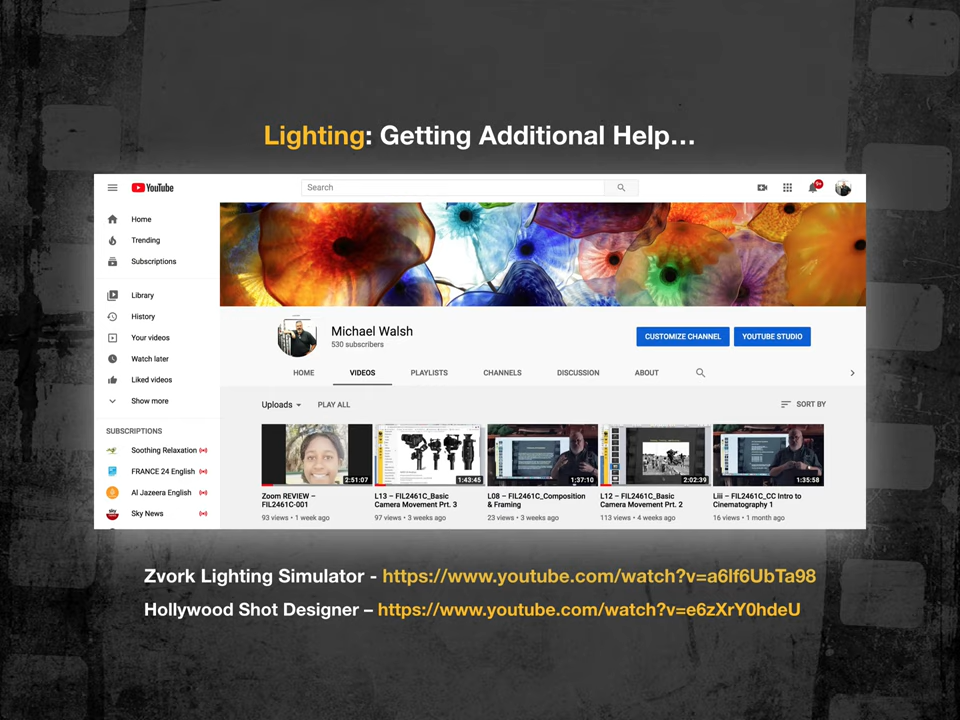 Lighting: Getting Additional Help…
YouTube
Search
9+
Home
Trending
Subscriptions
Library
History
Your videos
Watch later
Liked videos
Show more
SUBSCRIPTIONS
Soothing Relaxation
FRANCE 24 English
Al Jazeera English
Sky News
Michael Walsh
530 subscribers
CUSTOMIZE CHANNEL
YOUTUBE STUDIO
HOME
VIDEOS
PLAYLISTS
CHANNELS
DISCUSSION
ABOUT
Uploads
PLAY ALL
SORT BY
2:51:07
Zoom REVIEW –
FIL2461C-001
93 views • 1 week ago
1:43:45
L13 – FIL2461C_Basic
Camera Movement Prt. 3
97 views • 3 weeks ago
1:37:10
L08 – FIL2461C_Composition
& Framing
23 views • 3 weeks ago
2:02:39
L12 – FIL2461C_Basic
Camera Movement Prt. 2
113 views • 4 weeks ago
1:35:58
Liii – FIL2461C_CC Intro to
Cinematography 1
16 views • 1 month ago
Zvork Lighting Simulator - https://www.youtube.com/watch?v=a6lf6UbTa98
Hollywood Shot Designer – https://www.youtube.com/watch?v=e6zXrY0hdeU